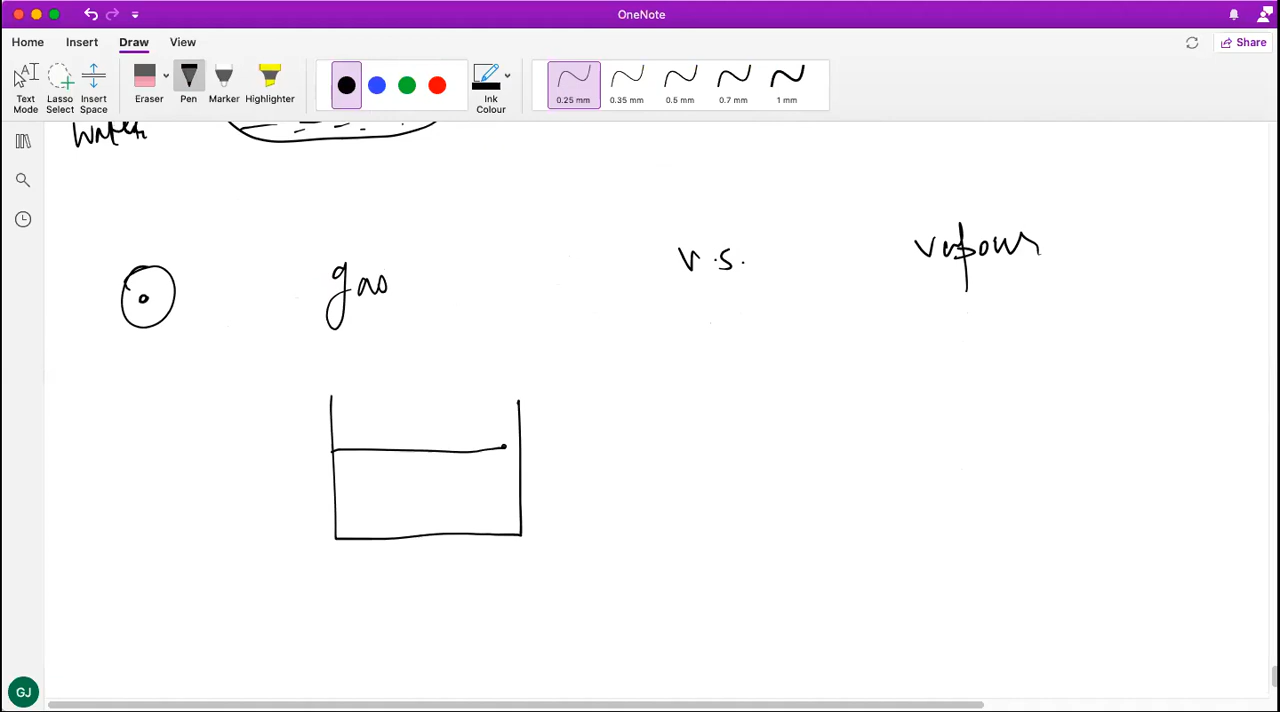 OneNote
Home Insert Draw View
Share
Text Mode
Lasso Select
Insert Space
Eraser
Pen
Marker
Highlighter
Ink Colour
0.25 mm
0.35 mm
0.5 mm
0.7 mm
1 mm
Water
gas v.s. vapour
GJ